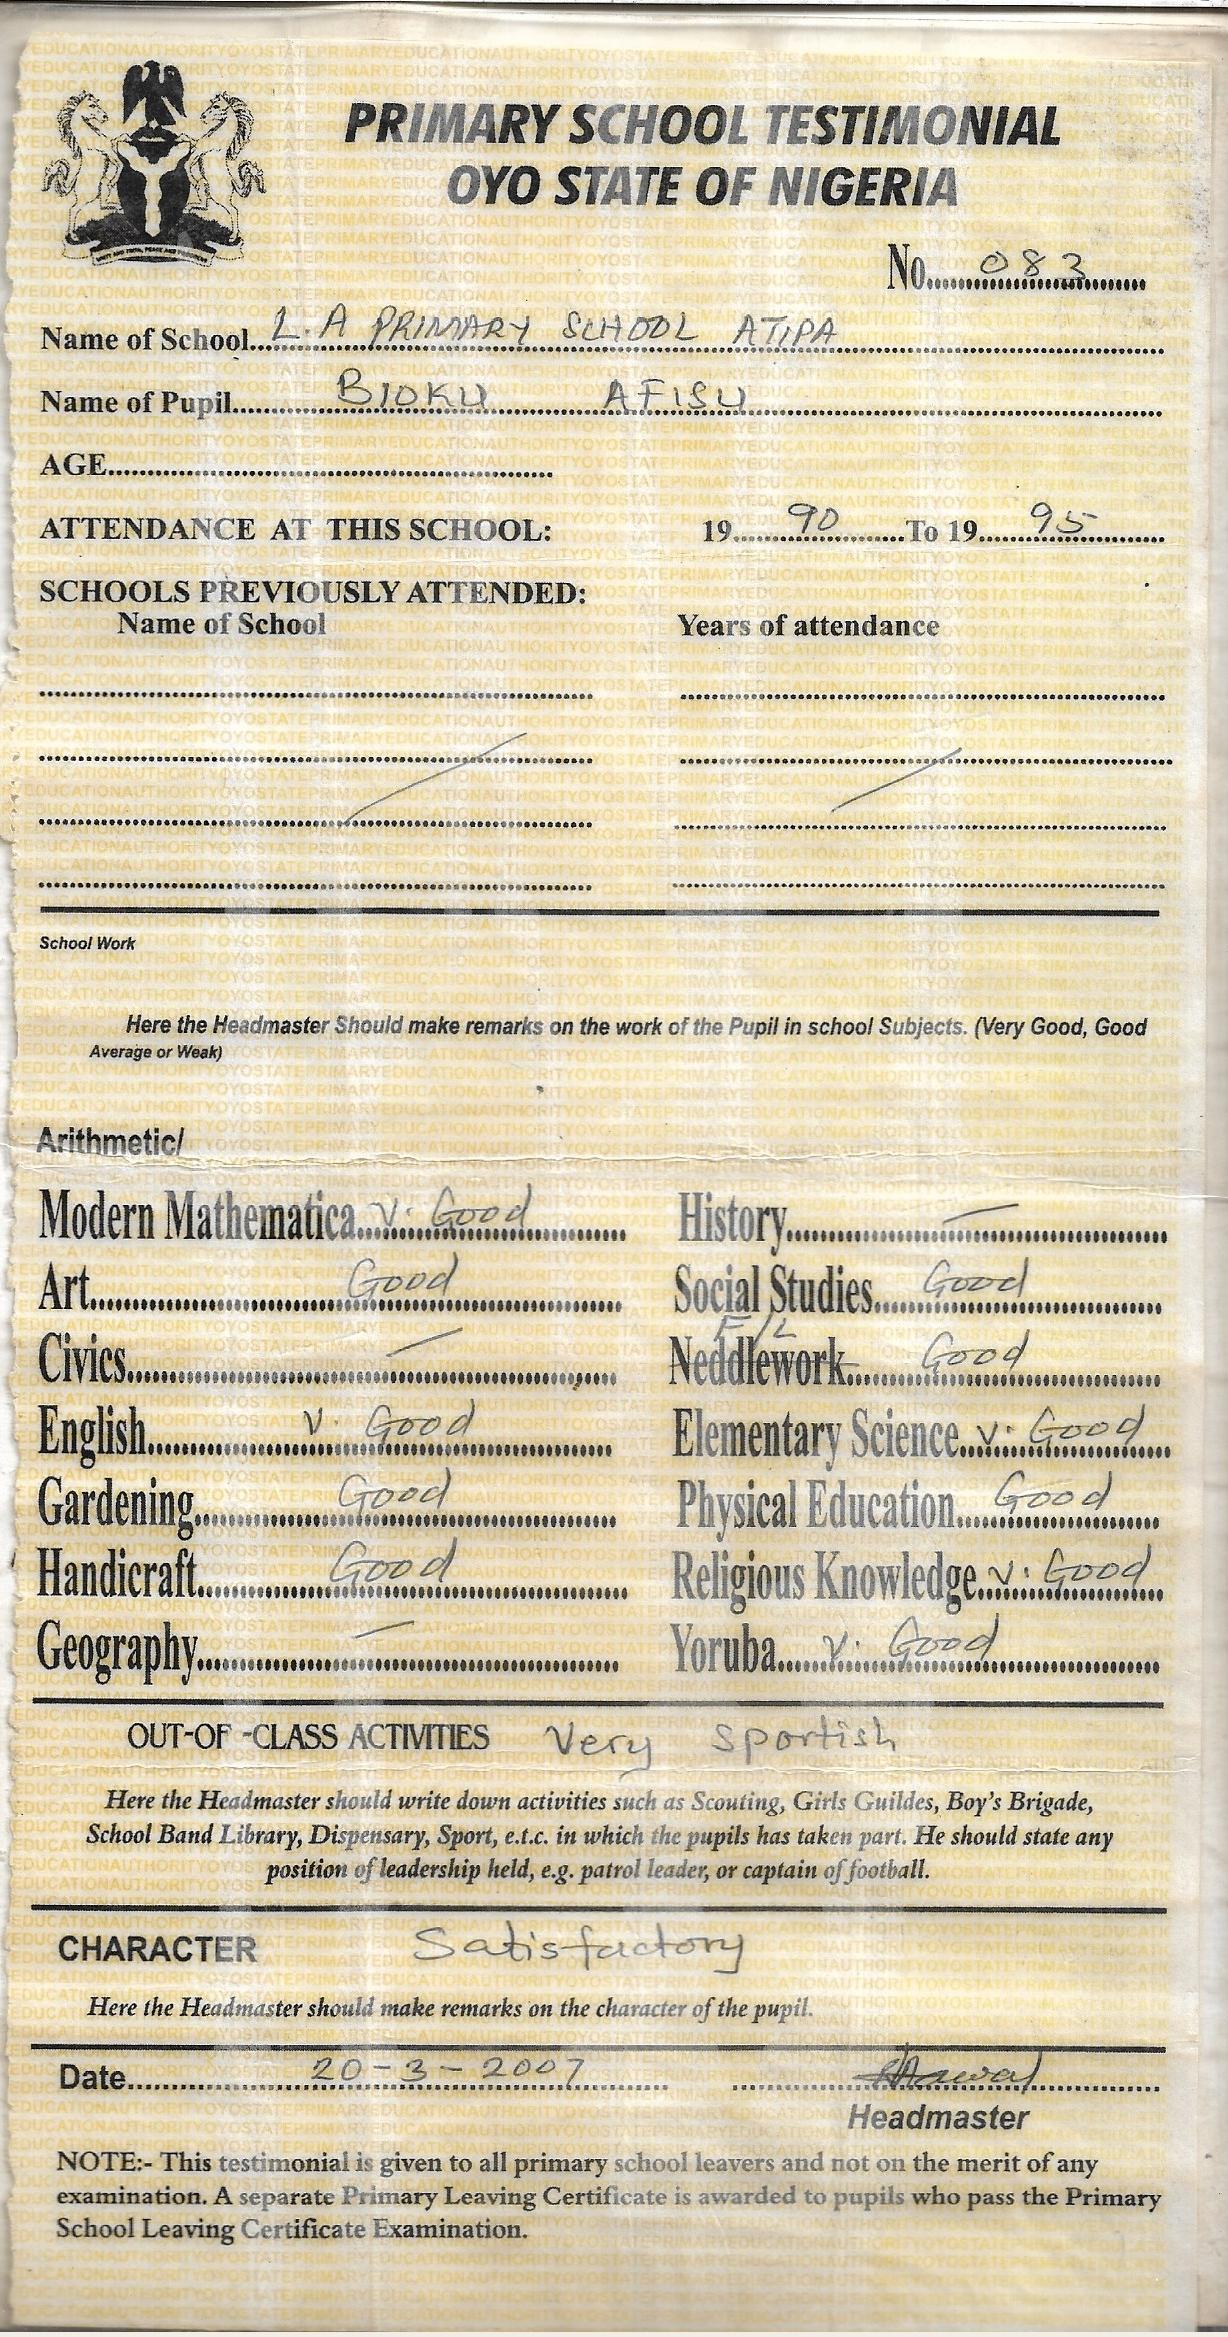 PRIMARY SCHOOL TESTIMONIAL
OYO STATE OF NIGERIA
No. 083
Name of School L.A PRIMARY SCHOOL ATIPA
Name of Pupil BIOKU AFISU
AGE
ATTENDANCE AT THIS SCHOOL: 19 90 To 19 95
SCHOOLS PREVIOUSLY ATTENDED:
Name of School Years of attendance
School Work
Here the Headmaster Should make remarks on the work of the Pupil in school Subjects. (Very Good, Good
Average or Weak)
Arithmetic/
Modern Mathematica V. Good History —
Art Good Social Studies Good
F/L
Civics — Neddlework Good
English V. Good Elementary Science V. Good
Gardening Good Physical Education Good
Handicraft Good Religious Knowledge V. Good
Geography — Yoruba V. Good
OUT-OF -CLASS ACTIVITIES Very Sportish
Here the Headmaster should write down activities such as Scouting, Girls Guildes, Boy's Brigade,
School Band Library, Dispensary, Sport, e.t.c. in which the pupils has taken part. He should state any
position of leadership held, e.g. patrol leader, or captain of football.
CHARACTER Satisfactory
Here the Headmaster should make remarks on the character of the pupil.
Date 20-3-2007
Headmaster
NOTE:- This testimonial is given to all primary school leavers and not on the merit of any
examination. A separate Primary Leaving Certificate is awarded to pupils who pass the Primary
School Leaving Certificate Examination.